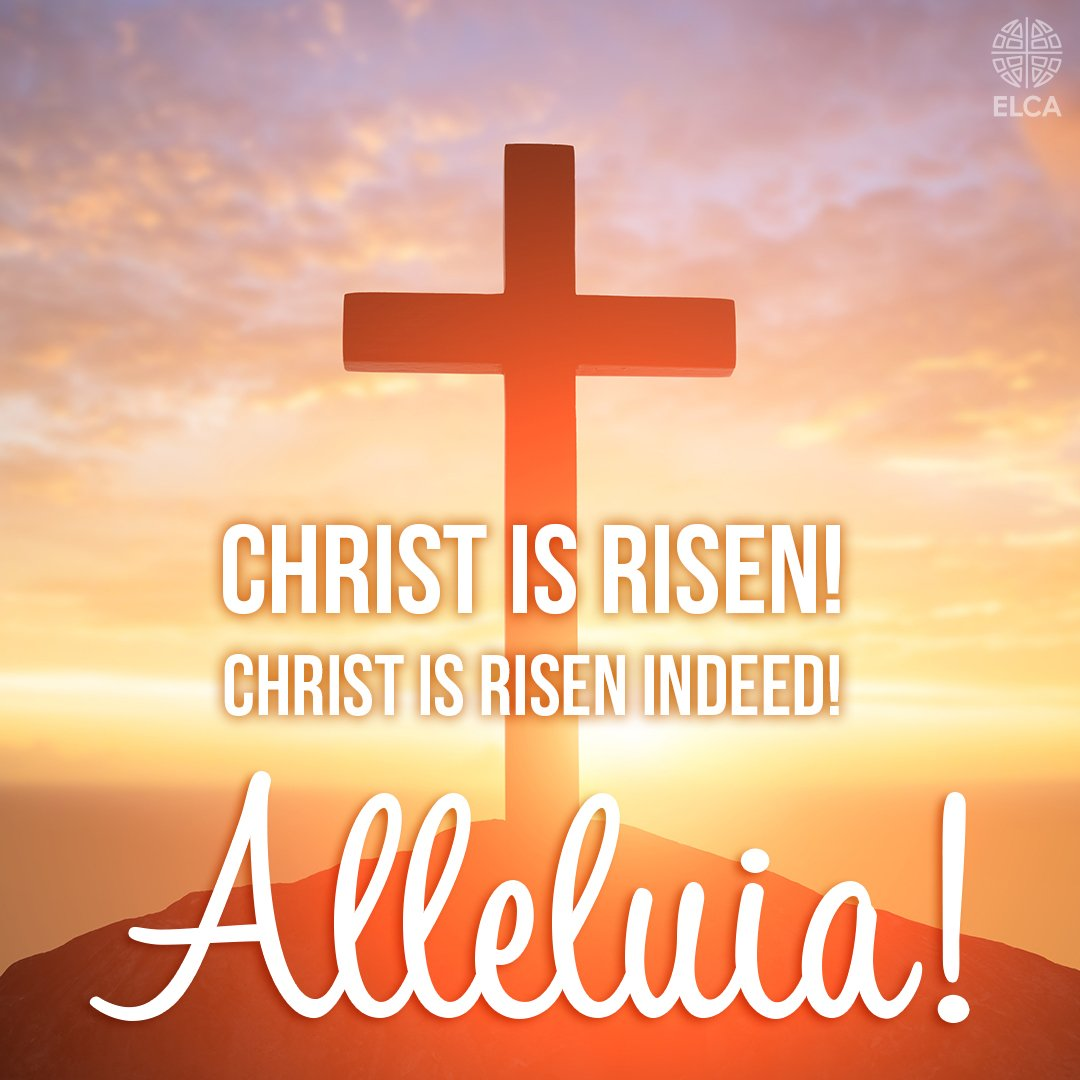 ELCA
CHRIST IS RISEN!
CHRIST IS RISEN INDEED!
Alleluia!